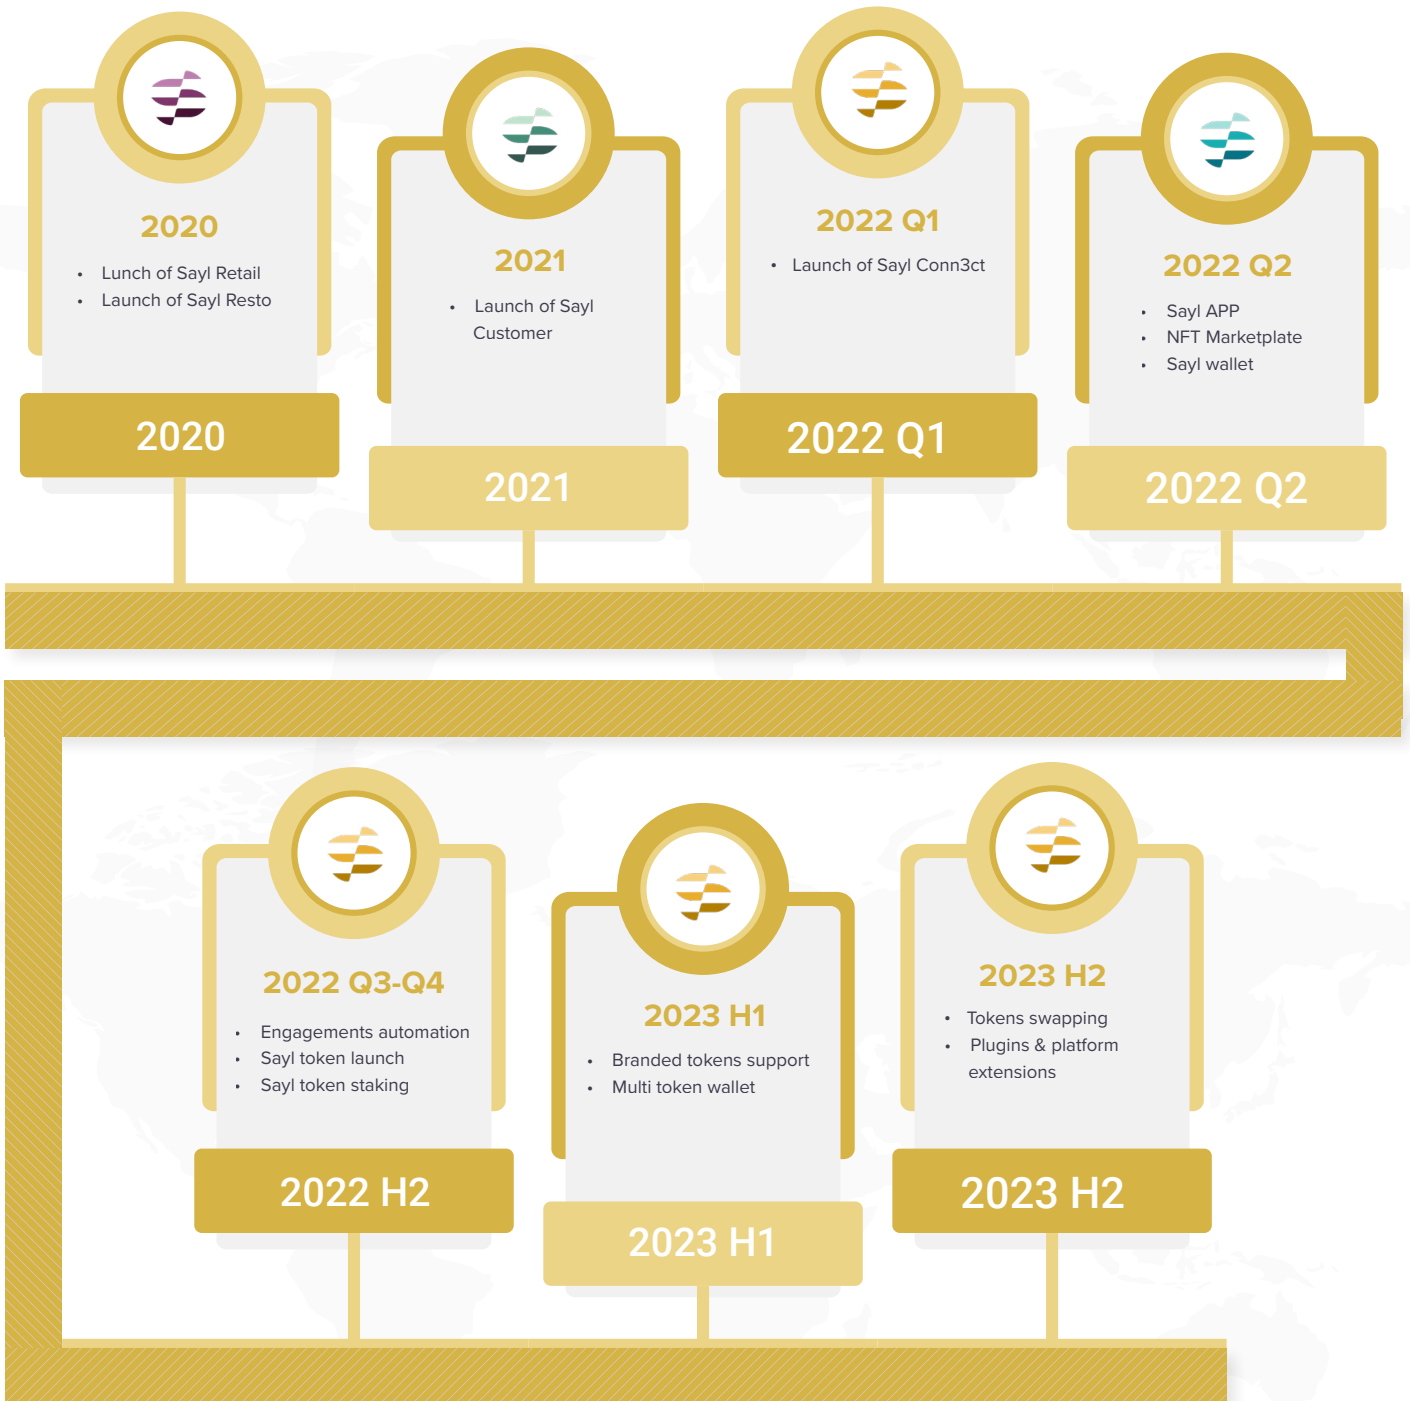 2020
• Lunch of Sayl Retail
• Launch of Sayl Resto
2020
2021
• Launch of Sayl
Customer
2021
2022 Q1
• Launch of Sayl Conn3ct
2022 Q1
2022 Q2
• Sayl APP
• NFT Marketplate
• Sayl wallet
2022 Q2
2022 Q3-Q4
• Engagements automation
• Sayl token launch
• Sayl token staking
2022 H2
2023 H1
• Branded tokens support
• Multi token wallet
2023 H1
2023 H2
• Tokens swapping
• Plugins & platform
extensions
2023 H2